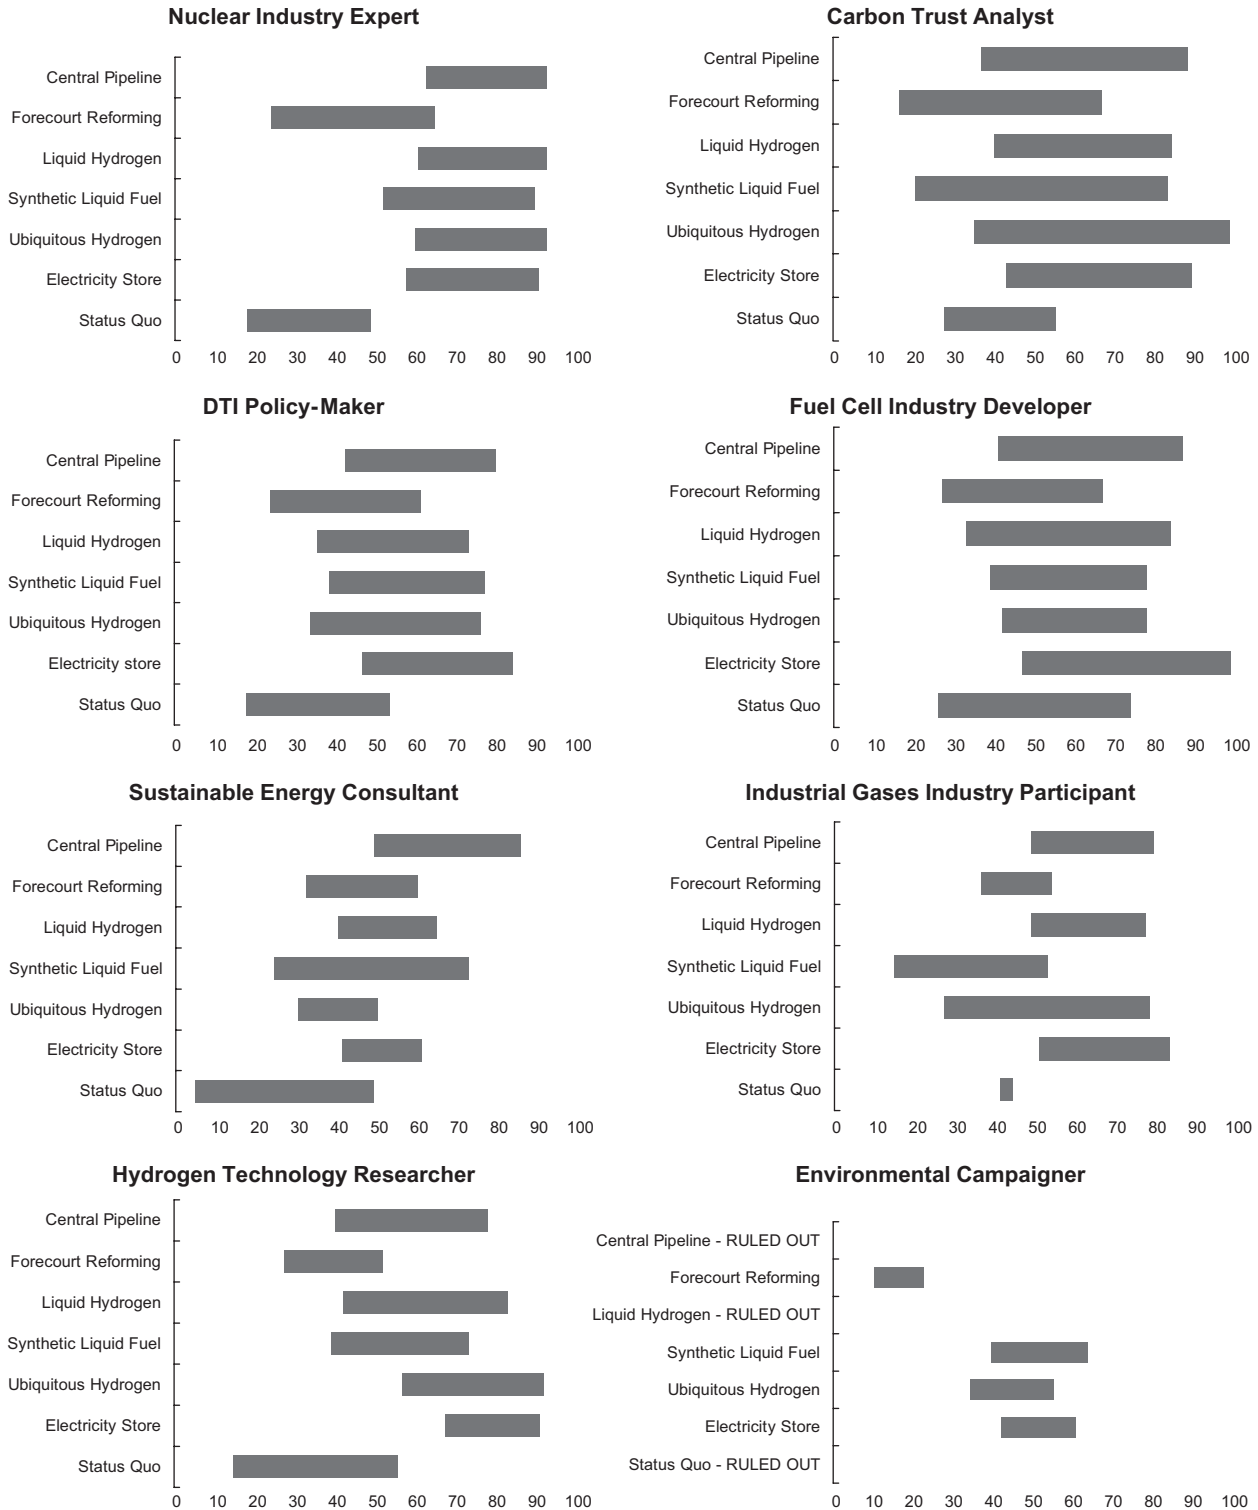 Nuclear Industry Expert
Central Pipeline
Forecourt Reforming
Liquid Hydrogen
Synthetic Liquid Fuel
Ubiquitous Hydrogen
Electricity Store
Status Quo
0 10 20 30 40 50 60 70 80 90 100
Carbon Trust Analyst
Central Pipeline
Forecourt Reforming
Liquid Hydrogen
Synthetic Liquid Fuel
Ubiquitous Hydrogen
Electricity Store
Status Quo
0 10 20 30 40 50 60 70 80 90 100
DTI Policy-Maker
Central Pipeline
Forecourt Reforming
Liquid Hydrogen
Synthetic Liquid Fuel
Ubiquitous Hydrogen
Electricity store
Status Quo
0 10 20 30 40 50 60 70 80 90 100
Fuel Cell Industry Developer
Central Pipeline
Forecourt Reforming
Liquid Hydrogen
Synthetic Liquid Fuel
Ubiquitous Hydrogen
Electricity Store
Status Quo
0 10 20 30 40 50 60 70 80 90 100
Sustainable Energy Consultant
Central Pipeline
Forecourt Reforming
Liquid Hydrogen
Synthetic Liquid Fuel
Ubiquitous Hydrogen
Electricity Store
Status Quo
0 10 20 30 40 50 60 70 80 90 100
Industrial Gases Industry Participant
Central Pipeline
Forecourt Reforming
Liquid Hydrogen
Synthetic Liquid Fuel
Ubiquitous Hydrogen
Electricity Store
Status Quo
0 10 20 30 40 50 60 70 80 90 100
Hydrogen Technology Researcher
Central Pipeline
Forecourt Reforming
Liquid Hydrogen
Synthetic Liquid Fuel
Ubiquitous Hydrogen
Electricity Store
Status Quo
0 10 20 30 40 50 60 70 80 90 100
Environmental Campaigner
Central Pipeline - RULED OUT
Forecourt Reforming
Liquid Hydrogen - RULED OUT
Synthetic Liquid Fuel
Ubiquitous Hydrogen
Electricity Store
Status Quo - RULED OUT
0 10 20 30 40 50 60 70 80 90 100